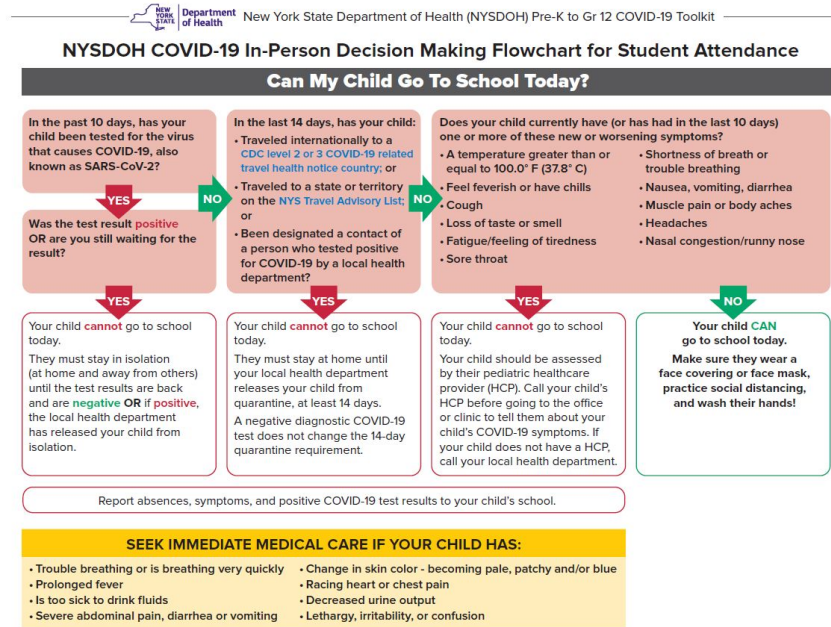 NEW
YORK
STATE
Department
of Health
New York State Department of Health (NYSDOH) Pre-K to Gr 12 COVID-19 Toolkit
NYSDOH COVID-19 In-Person Decision Making Flowchart for Student Attendance
Can My Child Go To School Today?
In the past 10 days, has your
child been tested for the virus
that causes COVID-19, also
known as SARS-CoV-2?
YES
Was the test result positive
OR are you still waiting for the
result?
NO
In the last 14 days, has your child:
• Traveled internationally to a
CDC level 2 or 3 COVID-19 related
travel health notice country; or
• Traveled to a state or territory
on the NYS Travel Advisory List;
or
• Been designated a contact of
a person who tested positive
for COVID-19 by a local health
department?
NO
Does your child currently have (or has had in the last 10 days)
one or more of these new or worsening symptoms?
• A temperature greater than or
equal to 100.0° F (37.8° C)
• Feel feverish or have chills
• Cough
• Loss of taste or smell
• Fatigue/feeling of tiredness
• Sore throat
• Shortness of breath or
trouble breathing
• Nausea, vomiting, diarrhea
• Muscle pain or body aches
• Headaches
• Nasal congestion/runny nose
YES
Your child cannot go to school
today.
They must stay in isolation
(at home and away from others)
until the test results are back
and are negative OR if positive,
the local health department
has released your child from
isolation.
YES
Your child cannot go to school
today.
They must stay at home until
your local health department
releases your child from
quarantine, at least 14 days.
A negative diagnostic COVID-19
test does not change the 14-day
quarantine requirement.
YES
Your child cannot go to school
today.
Your child should be assessed
by their pediatric healthcare
provider (HCP). Call your child's
HCP before going to the office
or clinic to tell them about your
child's COVID-19 symptoms. If
your child does not have a HCP,
call your local health department.
NO
Your child CAN
go to school today.
Make sure they wear a
face covering or face mask,
practice social distancing,
and wash their hands!
Report absences, symptoms, and positive COVID-19 test results to your child's school.
SEEK IMMEDIATE MEDICAL CARE IF YOUR CHILD HAS:
• Trouble breathing or is breathing very quickly
• Prolonged fever
• Is too sick to drink fluids
• Severe abdominal pain, diarrhea or vomiting
• Change in skin color - becoming pale, patchy and/or blue
• Racing heart or chest pain
• Decreased urine output
• Lethargy, irritability, or confusion